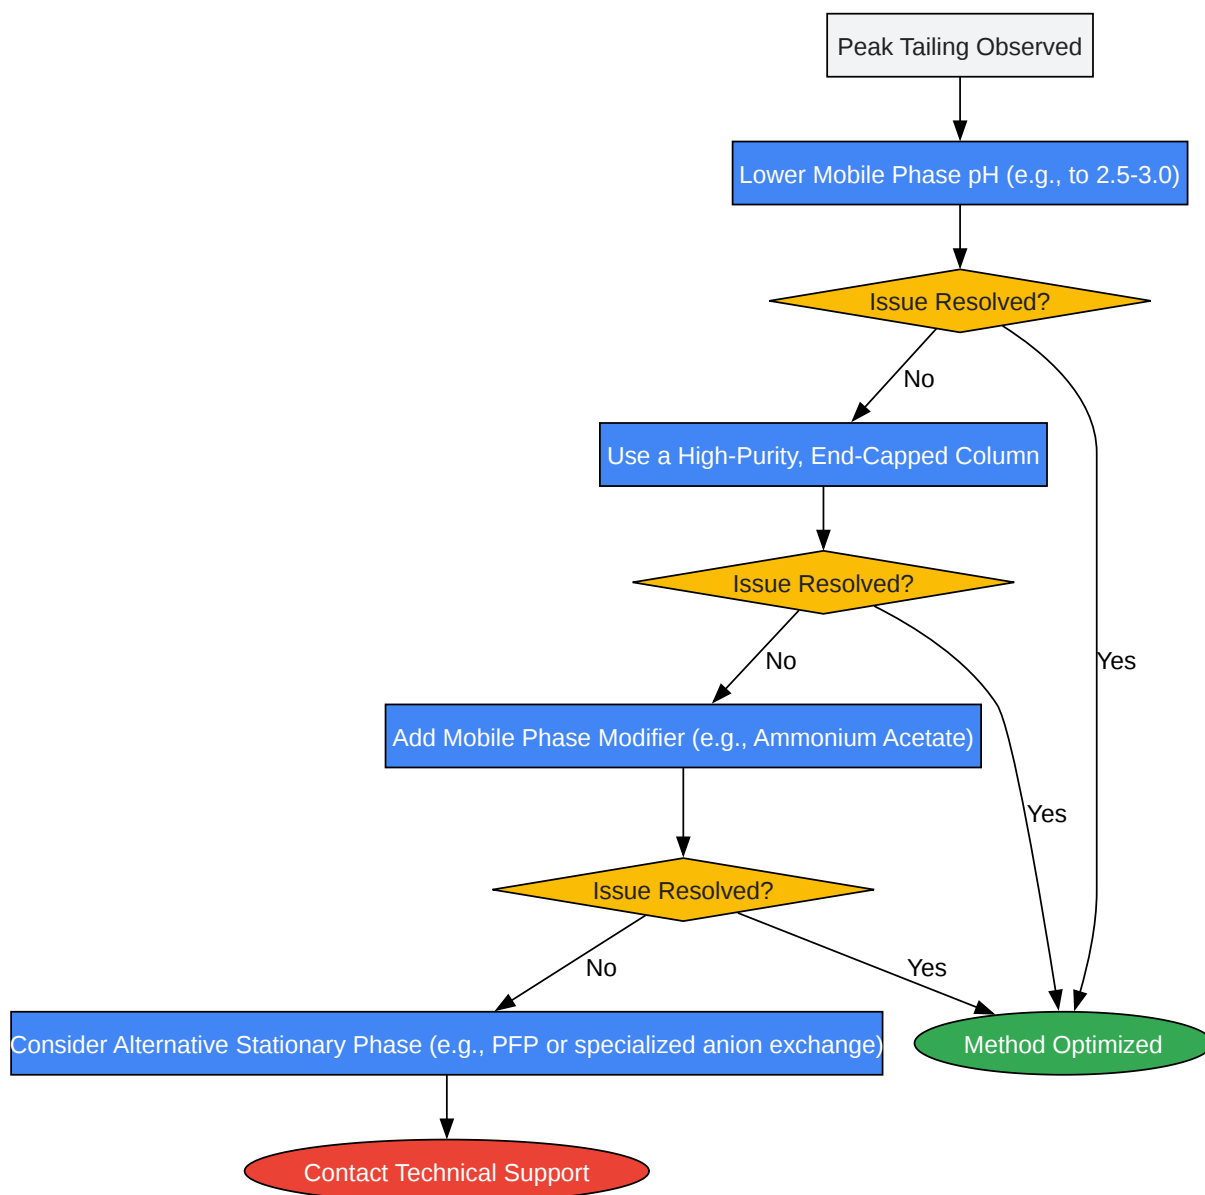 Peak Tailing Observed
Lower Mobile Phase pH (e.g., to 2.5-3.0)
Issue Resolved?
No
Use a High-Purity, End-Capped Column
Issue Resolved?
No
Yes
Add Mobile Phase Modifier (e.g., Ammonium Acetate)
Yes
Issue Resolved?
No
Yes
Consider Alternative Stationary Phase (e.g., PFP or specialized anion exchange)
Method Optimized
Contact Technical Support